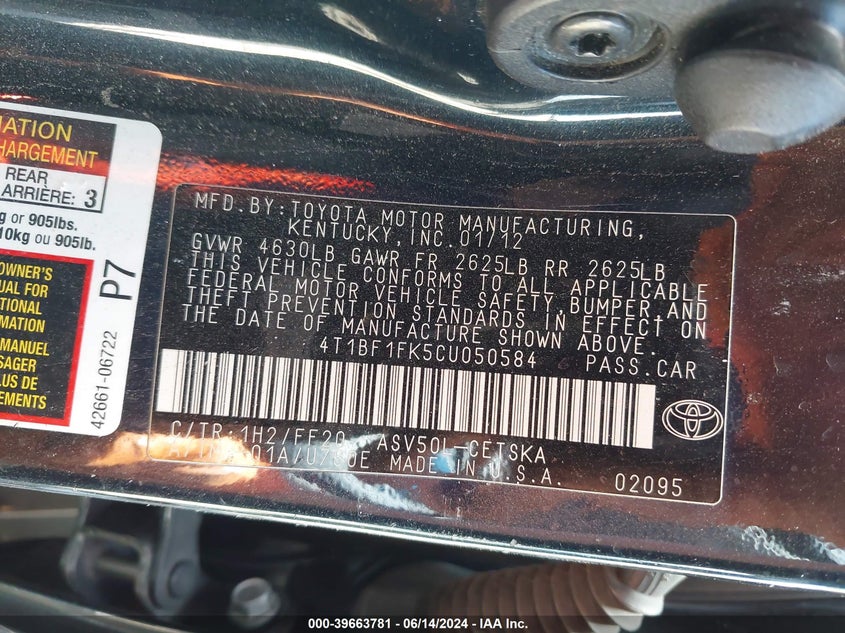 MATION
HARGEMENT
REAR
ARRIÈRE: 3
g or 905lbs.
10kg ou 905lb.
OWNER'S
UAL FOR
TIONAL
RMATION
MANUEL
SAGER
LUS DE
EMENTS
P7
42661-06722
MFD.BY:TOYOTA MOTOR MANUFACTURING,
KENTUCKY,INC.01/12
GVWR 4630LB GAWR FR 2625LB RR 2625LB
THIS VEHICLE CONFORMS TO ALL APPLICABLE
FEDERAL MOTOR VEHICLE SAFETY,BUMPER,AND
THEFT PREVENTION STANDARDS IN EFFECT ON
THE DATE OF MANUFACTURE SHOWN ABOVE.
4T1BF1FK5CU050584 PASS.CAR
C/TR:1H2/FF20 ASV50L-CETSKA
MADE IN U.S.A. 02095
TOYOTA
000-39663781 - 06/14/2024 - IAA Inc.